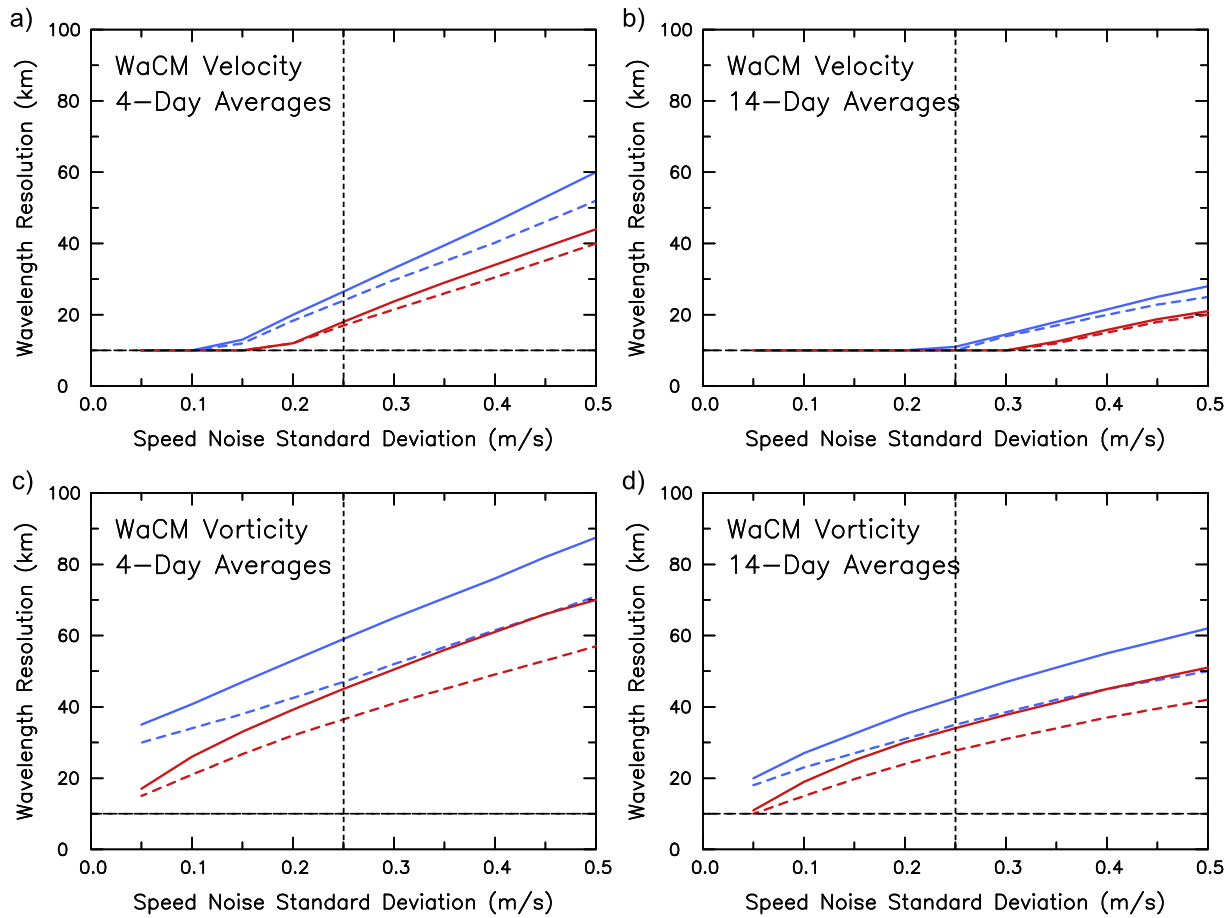 a)
WaCM Velocity
4-Day Averages
Wavelength Resolution (km)
100
80
60
40
20
0
0.0 0.1 0.2 0.3 0.4 0.5
Speed Noise Standard Deviation (m/s)
b)
WaCM Velocity
14-Day Averages
Wavelength Resolution (km)
100
80
60
40
20
0
0.0 0.1 0.2 0.3 0.4 0.5
Speed Noise Standard Deviation (m/s)
c)
WaCM Vorticity
4-Day Averages
Wavelength Resolution (km)
100
80
60
40
20
0
0.0 0.1 0.2 0.3 0.4 0.5
Speed Noise Standard Deviation (m/s)
d)
WaCM Vorticity
14-Day Averages
Wavelength Resolution (km)
100
80
60
40
20
0
0.0 0.1 0.2 0.3 0.4 0.5
Speed Noise Standard Deviation (m/s)